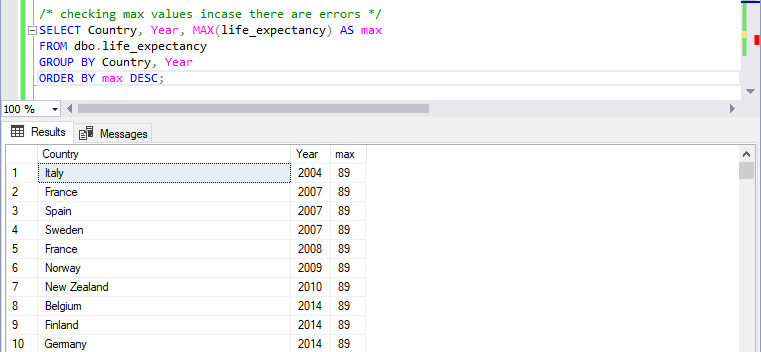 /* checking max values incase there are errors */
SELECT Country, Year, MAX(life_expectancy) AS max
FROM dbo.life_expectancy
GROUP BY Country, Year
ORDER BY max DESC;
100 %
Results Messages
Country Year max
1 Italy 2004 89
2 France 2007 89
3 Spain 2007 89
4 Sweden 2007 89
5 France 2008 89
6 Norway 2009 89
7 New Zealand 2010 89
8 Belgium 2014 89
9 Finland 2014 89
10 Germany 2014 89